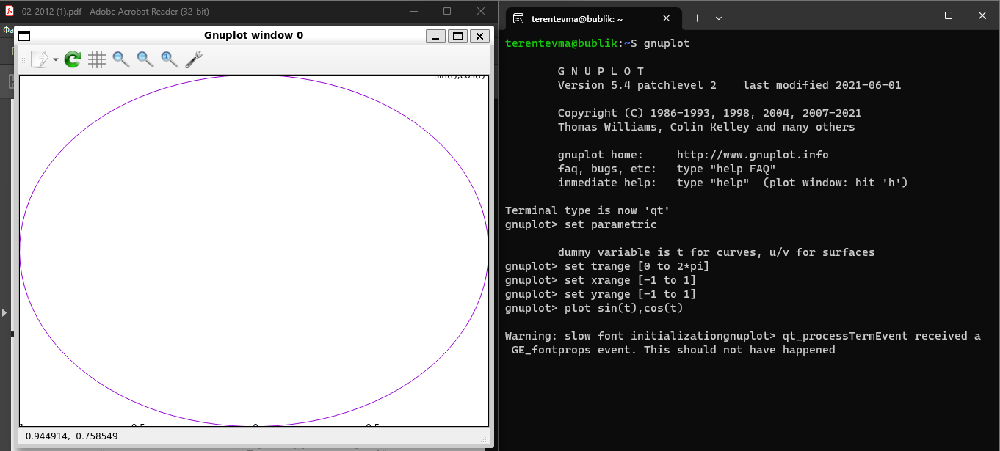 l02-2012 (1).pdf - Adobe Acrobat Reader (32-bit)
Gnuplot window 0
sin(t),cos(t)
0.944914, 0.758549
terentevma@bublik: ~
terentevma@bublik:~$ gnuplot
G N U P L O T
Version 5.4 patchlevel 2    last modified 2021-06-01
Copyright (C) 1986-1993, 1998, 2004, 2007-2021
Thomas Williams, Colin Kelley and many others
gnuplot home:     http://www.gnuplot.info
faq, bugs, etc:   type "help FAQ"
immediate help:   type "help"  (plot window: hit 'h')
Terminal type is now 'qt'
gnuplot> set parametric
dummy variable is t for curves, u/v for surfaces
gnuplot> set trange [0 to 2*pi]
gnuplot> set xrange [-1 to 1]
gnuplot> set yrange [-1 to 1]
gnuplot> plot sin(t),cos(t)
Warning: slow font initializationgnuplot> qt_processTermEvent received a
GE_fontprops event. This should not have happened